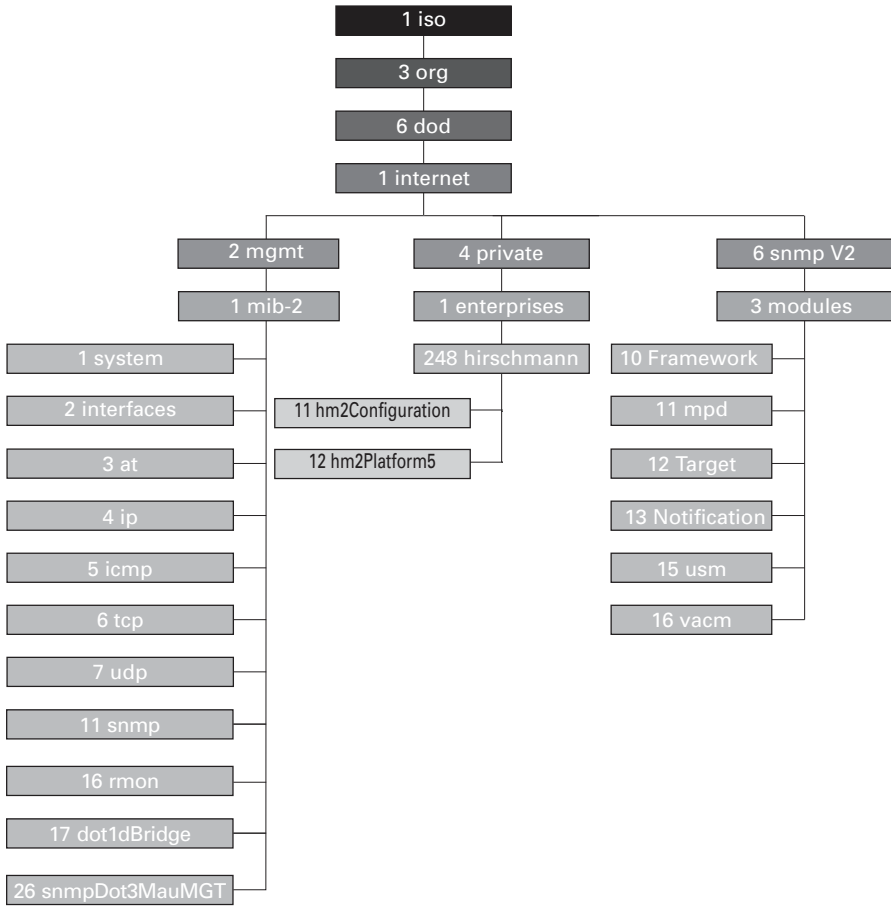 1 iso
3 org
6 dod
1 internet
2 mgmt
4 private
6 snmp V2
1 mib-2
1 enterprises
3 modules
1 system
248 hirschmann
10 Framework
2 interfaces
11 hm2Configuration
11 mpd
3 at
12 hm2Platform5
12 Target
4 ip
13 Notification
5 icmp
15 usm
6 tcp
16 vacm
7 udp
11 snmp
16 rmon
17 dot1dBridge
26 snmpDot3MauMGT